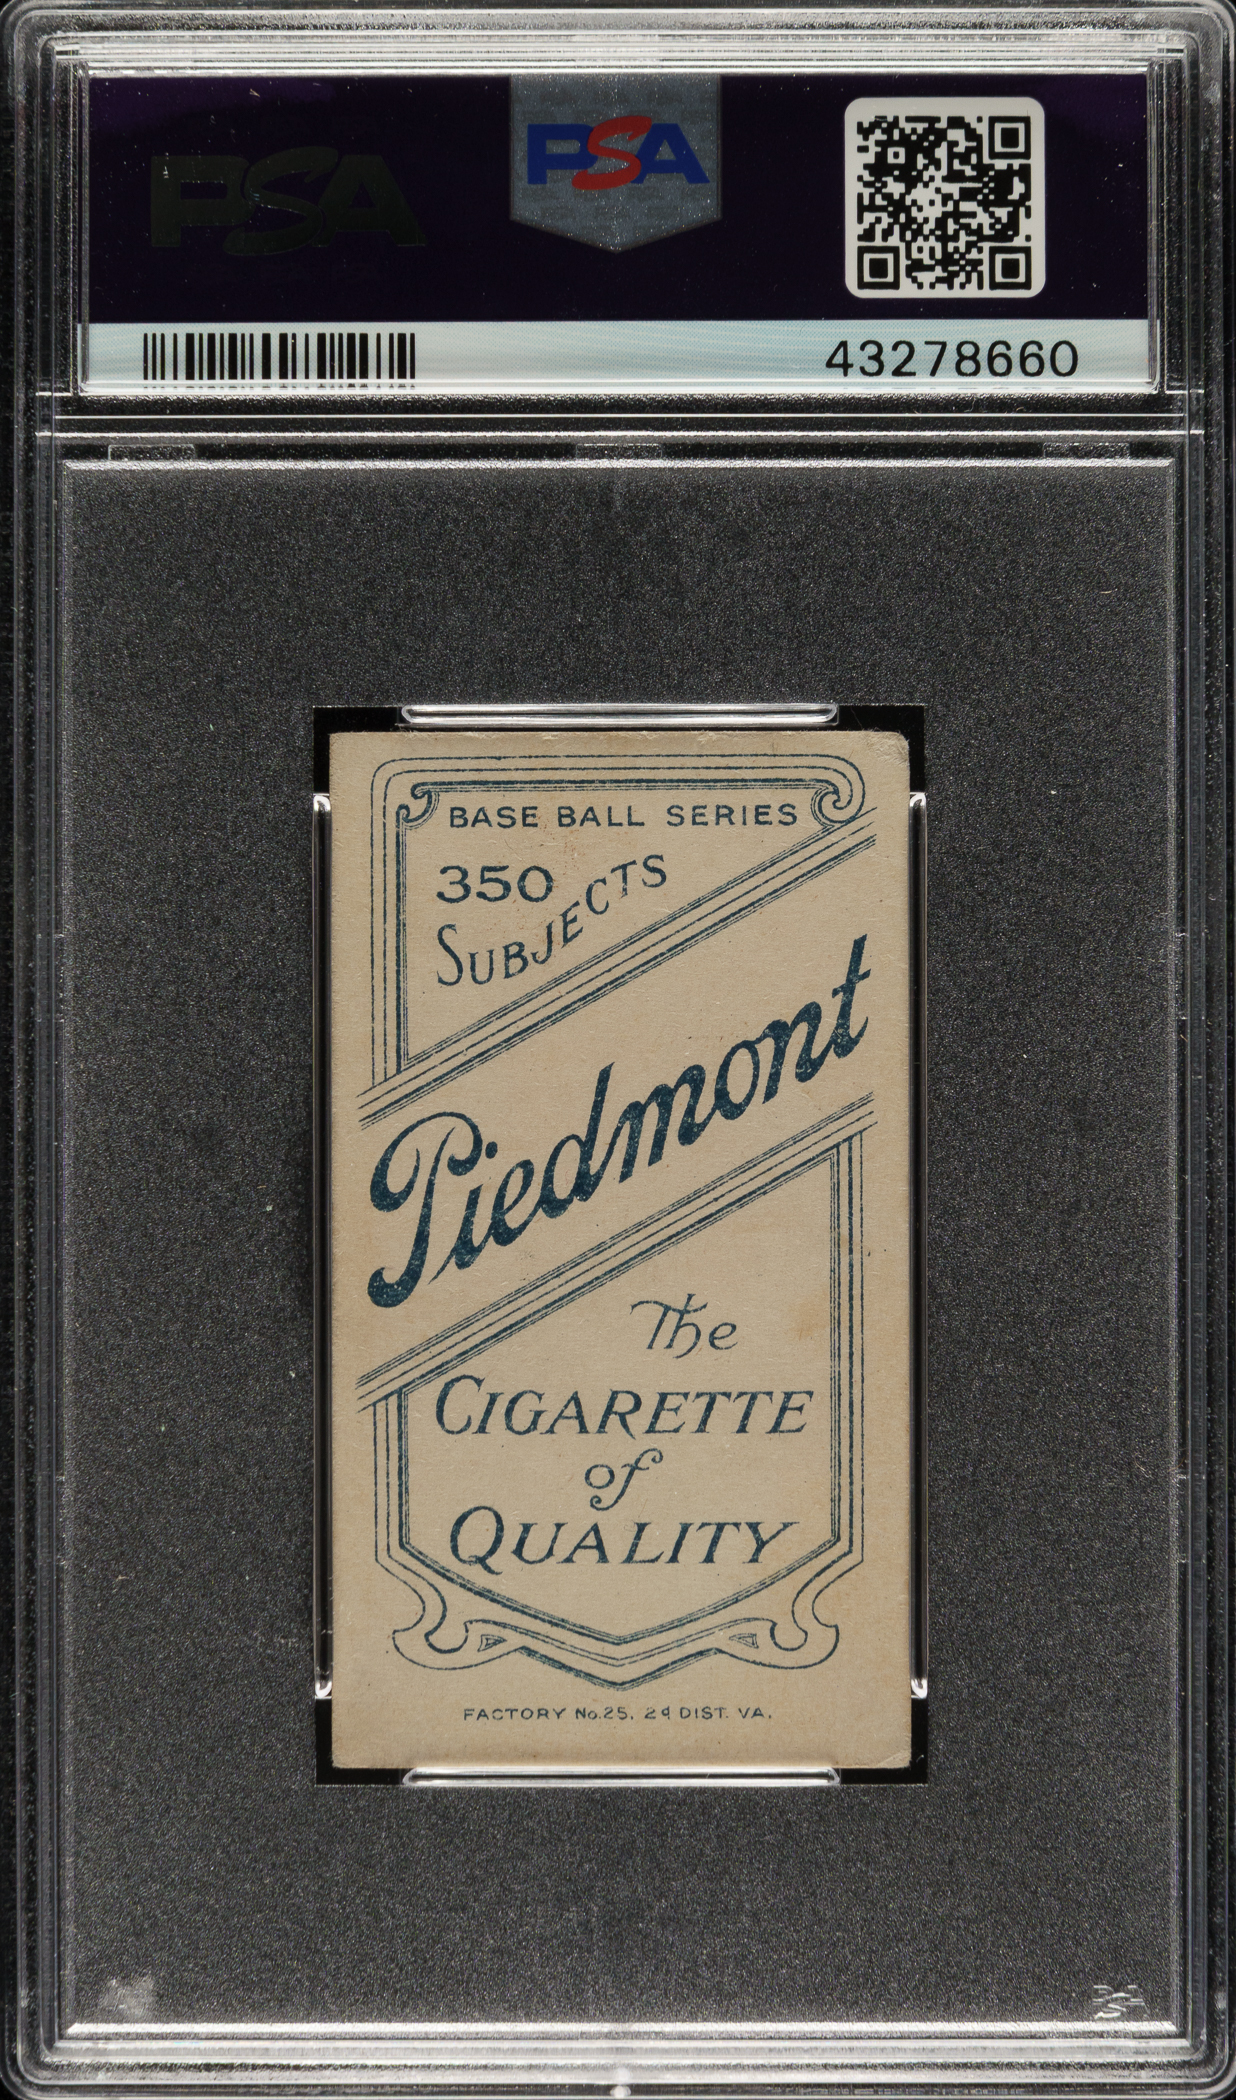 PSA
PSA
43278660
BASE BALL SERIES
350
SUBJECTS
Piedmont
The
CIGARETTE
of
QUALITY
FACTORY No.25. 2d DIST. VA.